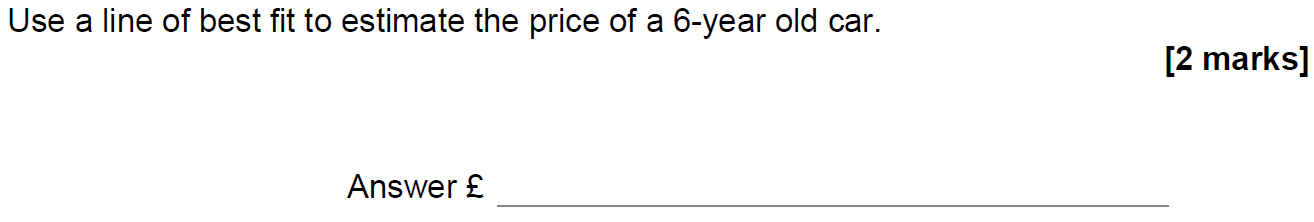 Use a line of best fit to estimate the price of a 6-year old car.
[2 marks]
Answer £